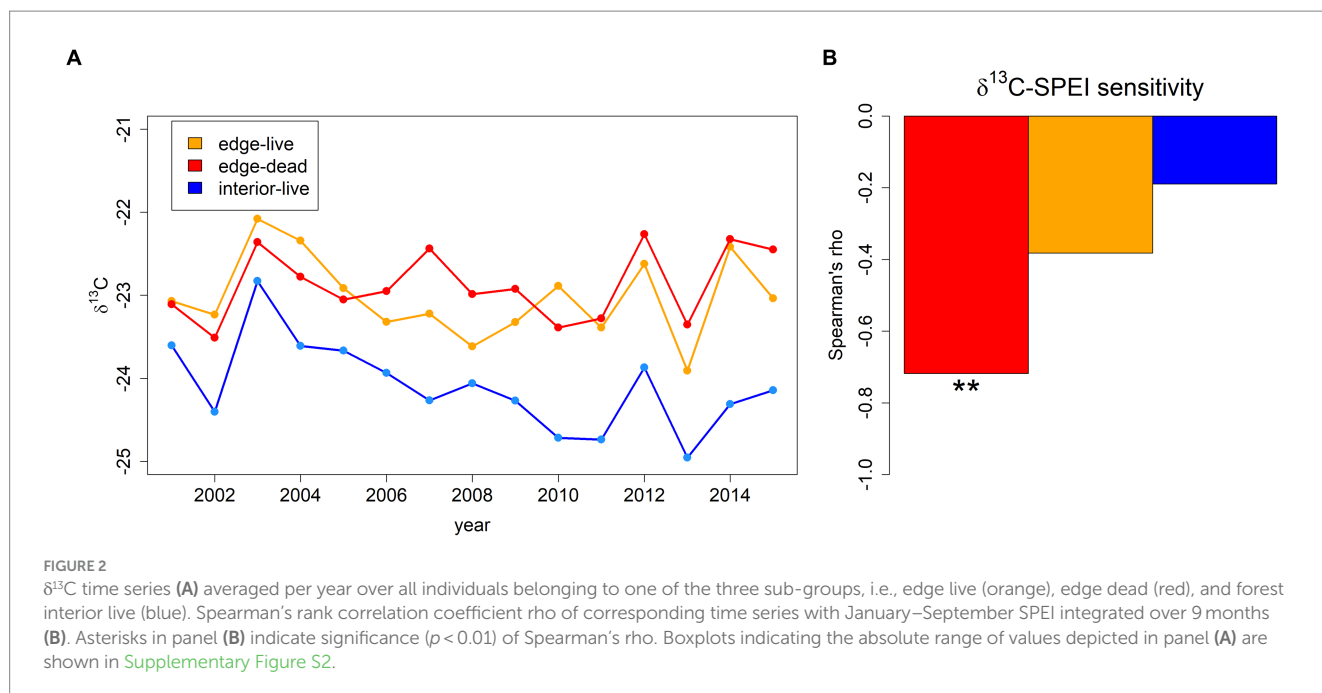 A
B
δ13C-SPEI sensitivity
edge-live
edge-dead
interior-live
δ13C
-21
-22
-23
-24
-25
2002
2004
2006
2008
2010
2012
2014
year
Spearman's rho
0.0
-0.2
-0.4
-0.6
-0.8
-1.0
**
FIGURE 2
δ¹³C time series (A) averaged per year over all individuals belonging to one of the three sub-groups, i.e., edge live (orange), edge dead (red), and forest
interior live (blue). Spearman's rank correlation coefficient rho of corresponding time series with January–September SPEI integrated over 9 months
(B). Asterisks in panel (B) indicate significance (p < 0.01) of Spearman's rho. Boxplots indicating the absolute range of values depicted in panel (A) are
shown in Supplementary Figure S2.